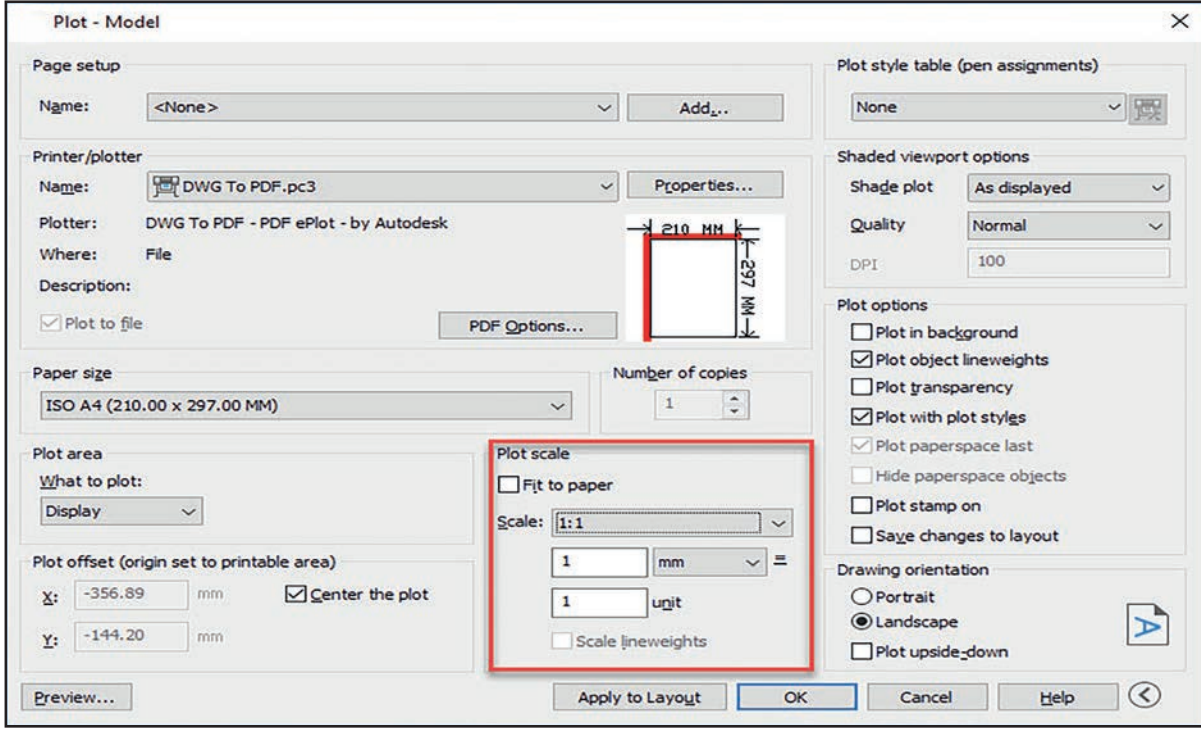 Plot - Model
Page setup
Name: <None> Add...
Printer/plotter
Name: DWG To PDF.pc3 Properties...
Plotter: DWG To PDF - PDF ePlot - by Autodesk
Where: File
Description:
Plot to file
PDF Options...
210 MM
297 MM
Paper size
ISO A4 (210.00 x 297.00 MM)
Number of copies
1
Plot area
What to plot:
Display
Plot scale
Fit to paper
Scale: 1:1
1 mm =
1 unit
Scale lineweights
Plot offset (origin set to printable area)
X: -356.89 mm Center the plot
Y: -144.20 mm
Plot style table (pen assignments)
None
Shaded viewport options
Shade plot As displayed
Quality Normal
DPI 100
Plot options
Plot in background
Plot object lineweights
Plot transparency
Plot with plot styles
Plot paperspace last
Hide paperspace objects
Plot stamp on
Save changes to layout
Drawing orientation
Portrait
Landscape
Plot upside-down
A
Preview... Apply to Layout OK Cancel Help